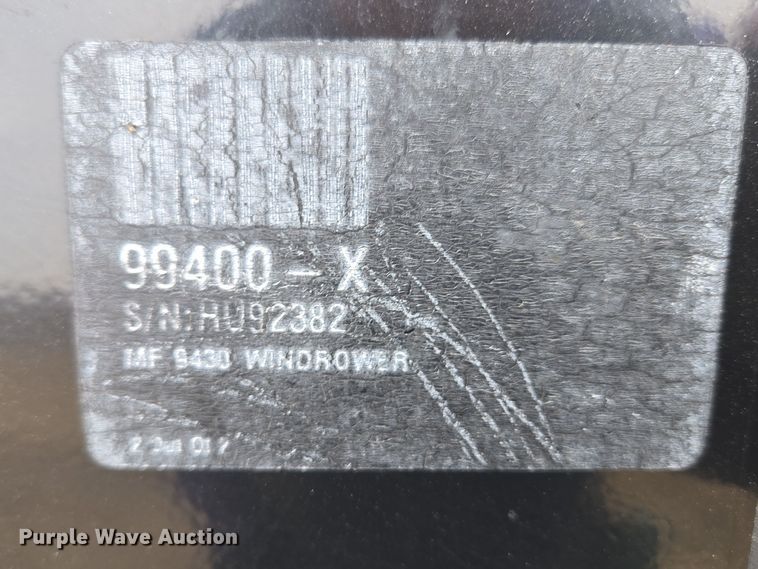 99400-X
S/N:HU92382
MF 9430 WINDROWER
Purple Wave Auction